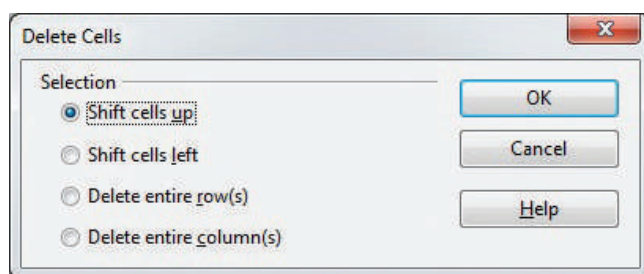 Delete Cells
Selection
Shift cells up
Shift cells left
Delete entire row(s)
Delete entire column(s)
OK
Cancel
Help